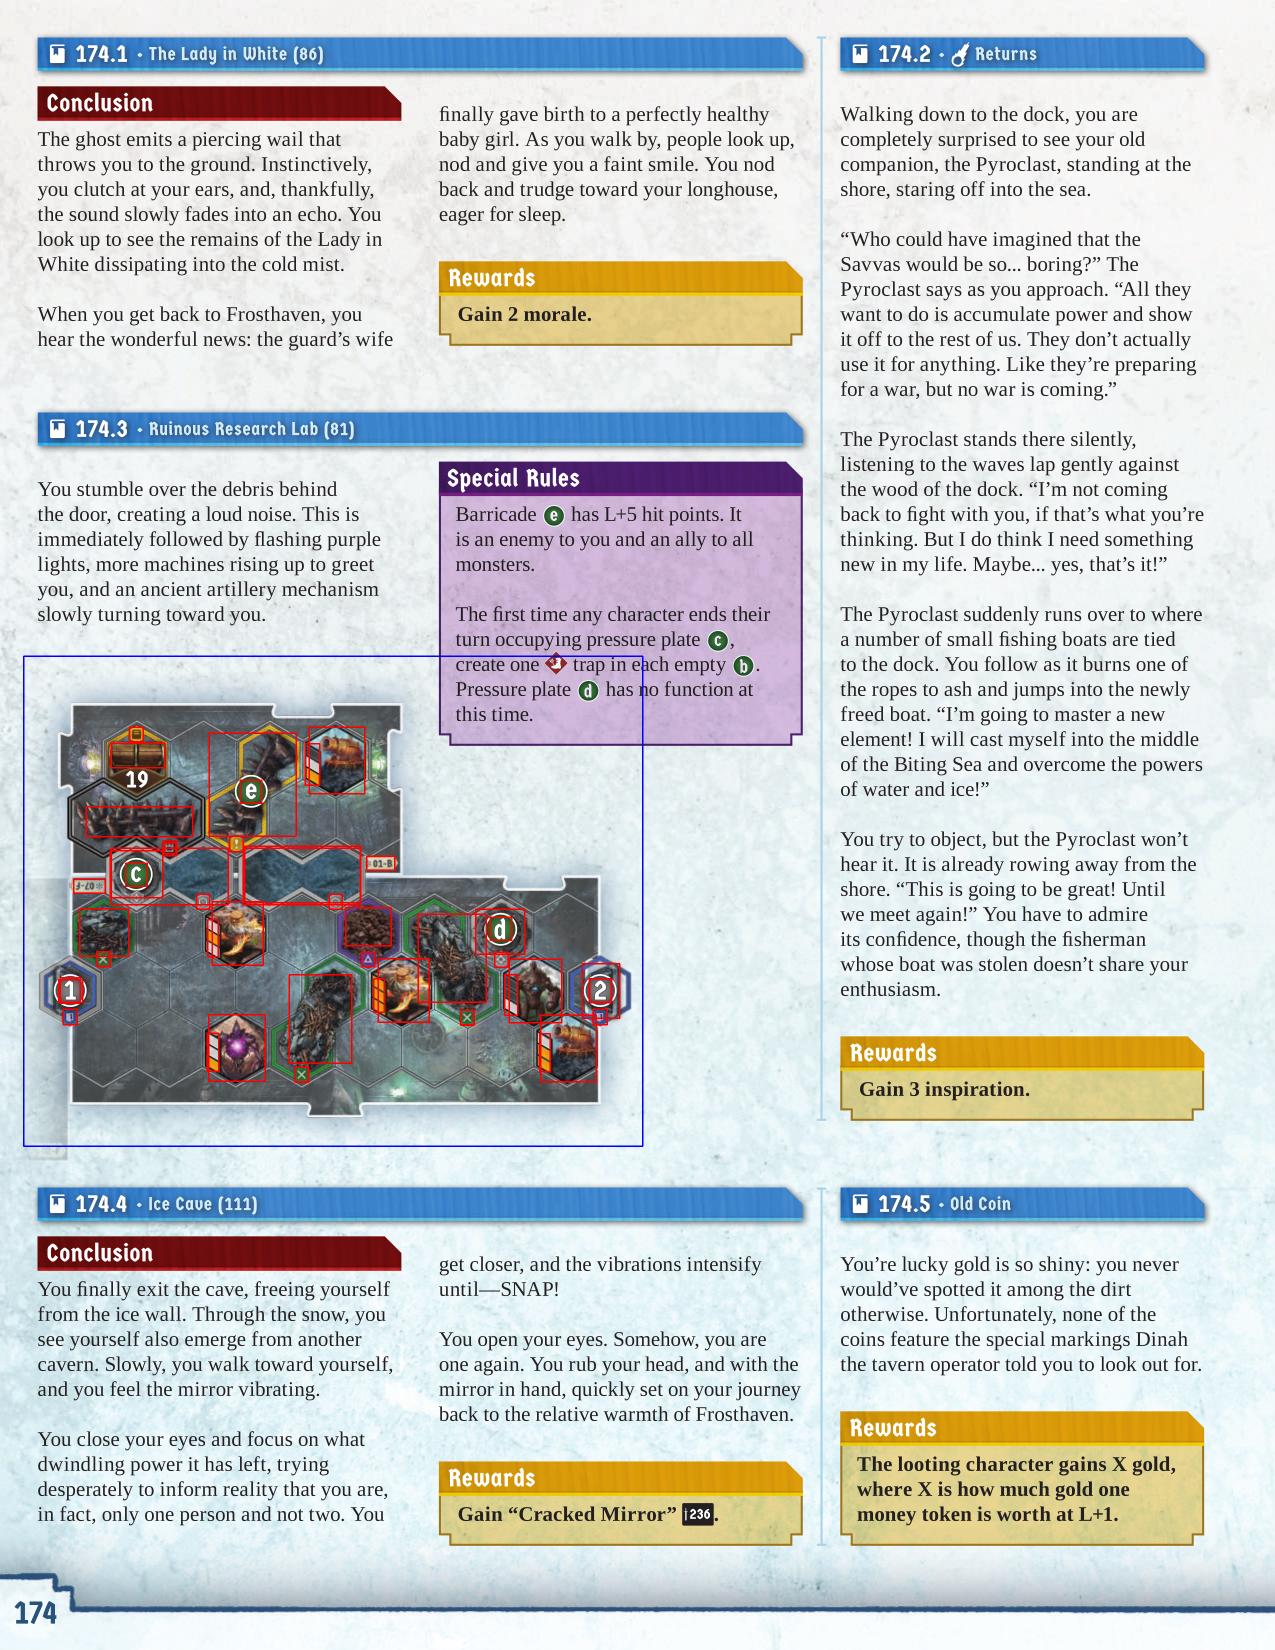 174.1 • The Lady in White (86)
Conclusion
The ghost emits a piercing wail that
throws you to the ground. Instinctively,
you clutch at your ears, and, thankfully,
the sound slowly fades into an echo. You
look up to see the remains of the Lady in
White dissipating into the cold mist.
When you get back to Frosthaven, you
hear the wonderful news: the guard’s wife
finally gave birth to a perfectly healthy
baby girl. As you walk by, people look up,
nod and give you a faint smile. You nod
back and trudge toward your longhouse,
eager for sleep.
Rewards
Gain 2 morale.
174.2 • Returns
Walking down to the dock, you are
completely surprised to see your old
companion, the Pyroclast, standing at the
shore, staring off into the sea.
“Who could have imagined that the
Savvas would be so... boring?” The
Pyroclast says as you approach. “All they
want to do is accumulate power and show
it off to the rest of us. They don’t actually
use it for anything. Like they’re preparing
for a war, but no war is coming.”
The Pyroclast stands there silently,
listening to the waves lap gently against
the wood of the dock. “I’m not coming
back to fight with you, if that’s what you’re
thinking. But I do think I need something
new in my life. Maybe... yes, that’s it!”
The Pyroclast suddenly runs over to where
a number of small fishing boats are tied
to the dock. You follow as it burns one of
the ropes to ash and jumps into the newly
freed boat. “I’m going to master a new
element! I will cast myself into the middle
of the Biting Sea and overcome the powers
of water and ice!”
You try to object, but the Pyroclast won’t
hear it. It is already rowing away from the
shore. “This is going to be great! Until
we meet again!” You have to admire
its confidence, though the fisherman
whose boat was stolen doesn’t share your
enthusiasm.
Rewards
Gain 3 inspiration.
174.3 • Ruinous Research Lab (81)
You stumble over the debris behind
the door, creating a loud noise. This is
immediately followed by flashing purple
lights, more machines rising up to greet
you, and an ancient artillery mechanism
slowly turning toward you.
Special Rules
Barricade e has L+5 hit points. It
is an enemy to you and an ally to all
monsters.
The first time any character ends their
turn occupying pressure plate c,
create one trap in each empty b.
Pressure plate d has no function at
this time.
19
e
c
01-B
07-F
d
1
2
174.4 • Ice Cave (111)
Conclusion
You finally exit the cave, freeing yourself
from the ice wall. Through the snow, you
see yourself also emerge from another
cavern. Slowly, you walk toward yourself,
and you feel the mirror vibrating.
You close your eyes and focus on what
dwindling power it has left, trying
desperately to inform reality that you are,
in fact, only one person and not two. You
get closer, and the vibrations intensify
until—SNAP!
You open your eyes. Somehow, you are
one again. You rub your head, and with the
mirror in hand, quickly set on your journey
back to the relative warmth of Frosthaven.
Rewards
Gain “Cracked Mirror” 236.
174.5 • Old Coin
You’re lucky gold is so shiny: you never
would’ve spotted it among the dirt
otherwise. Unfortunately, none of the
coins feature the special markings Dinah
the tavern operator told you to look out for.
Rewards
The looting character gains X gold,
where X is how much gold one
money token is worth at L+1.
174